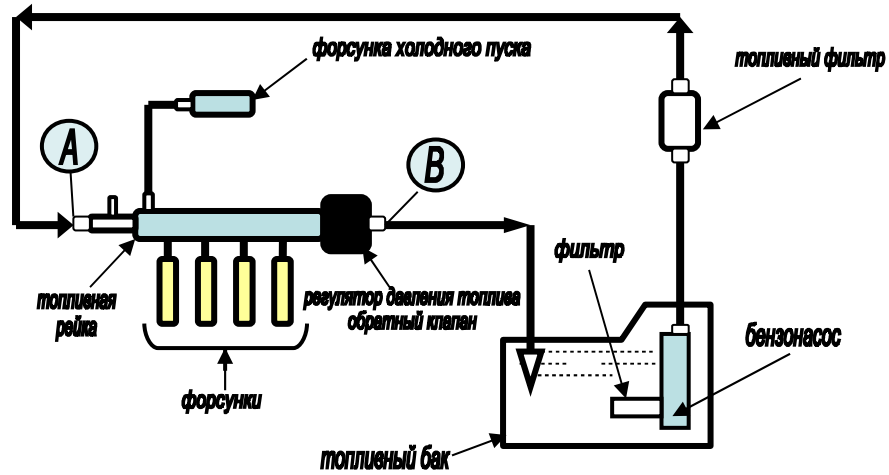 форсунка холодного пуска
топливный фильтр
А
В
топливная
рейка
регулятор давления топлива
обратный клапан
фильтр
форсунки
бензонасос
топливный бак